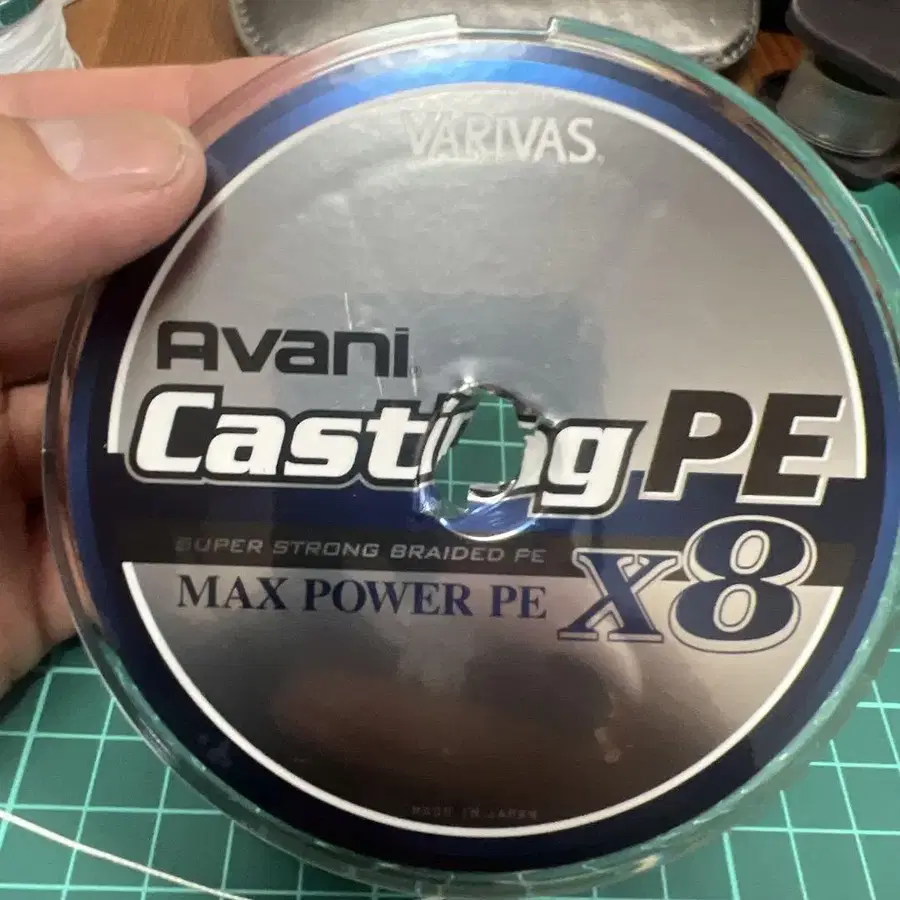 VARIVAS
Avani
Casting PE
SUPER STRONG BRAIDED PE
MAX POWER PE X8
MADE IN JAPAN